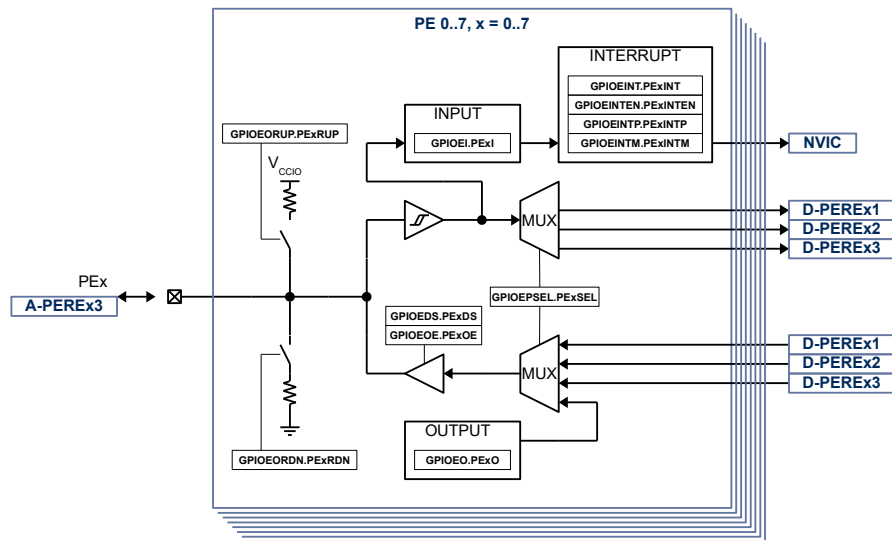 PE 0..7, x = 0..7
INTERRUPT
GPIOEINT.PExINT
GPIOEINTEN.PExINTEN
GPIOEINTP.PExINTP
GPIOEINTM.PExINTM
INPUT
GPIOEI.PExI
GPIOEORUP.PExRUP
NVIC
VCCIO
MUX
D-PEREx1
D-PEREx2
D-PEREx3
PEx
A-PEREx3
GPIOEPSEL.PExSEL
GPIOEDS.PExDS
GPIOEOE.PExOE
MUX
D-PEREx1
D-PEREx2
D-PEREx3
OUTPUT
GPIOEO.PExO
GPIOEORDN.PExRDN